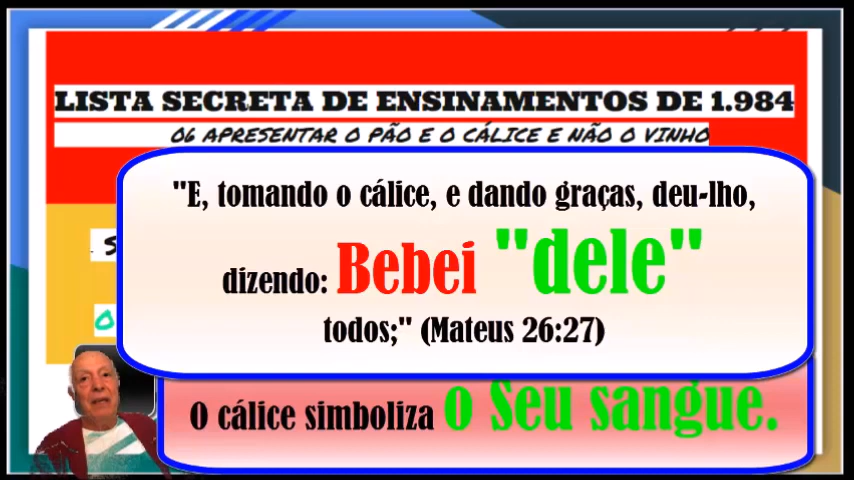 LISTA SECRETA DE ENSINAMENTOS DE 1.984
06 APRESENTAR O PÃO E O CÁLICE E NÃO O VINHO
"E, tomando o cálice, e dando graças, deu-lho,
dizendo: Bebei "dele"
todos;" (Mateus 26:27)
O cálice simboliza o Seu sangue.